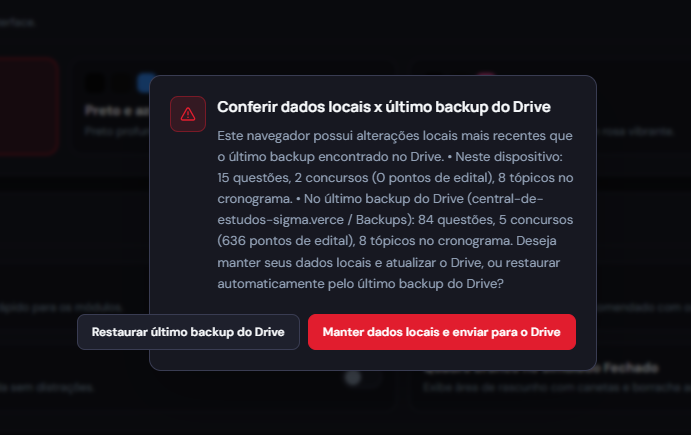 Preto e
Conferir dados locais x último backup do Drive
Este navegador possui alterações locais mais recentes que
o último backup encontrado no Drive. • Neste dispositivo:
15 questões, 2 concursos (0 pontos de edital), 8 tópicos no
cronograma. • No último backup do Drive (central-de-
estudos-sigma.verce / Backups): 84 questões, 5 concursos
(636 pontos de edital), 8 tópicos no cronograma. Deseja
manter seus dados locais e atualizar o Drive, ou restaurar
automaticamente pelo último backup do Drive?
Restaurar último backup do Drive
Manter dados locais e enviar para o Drive
Fechado